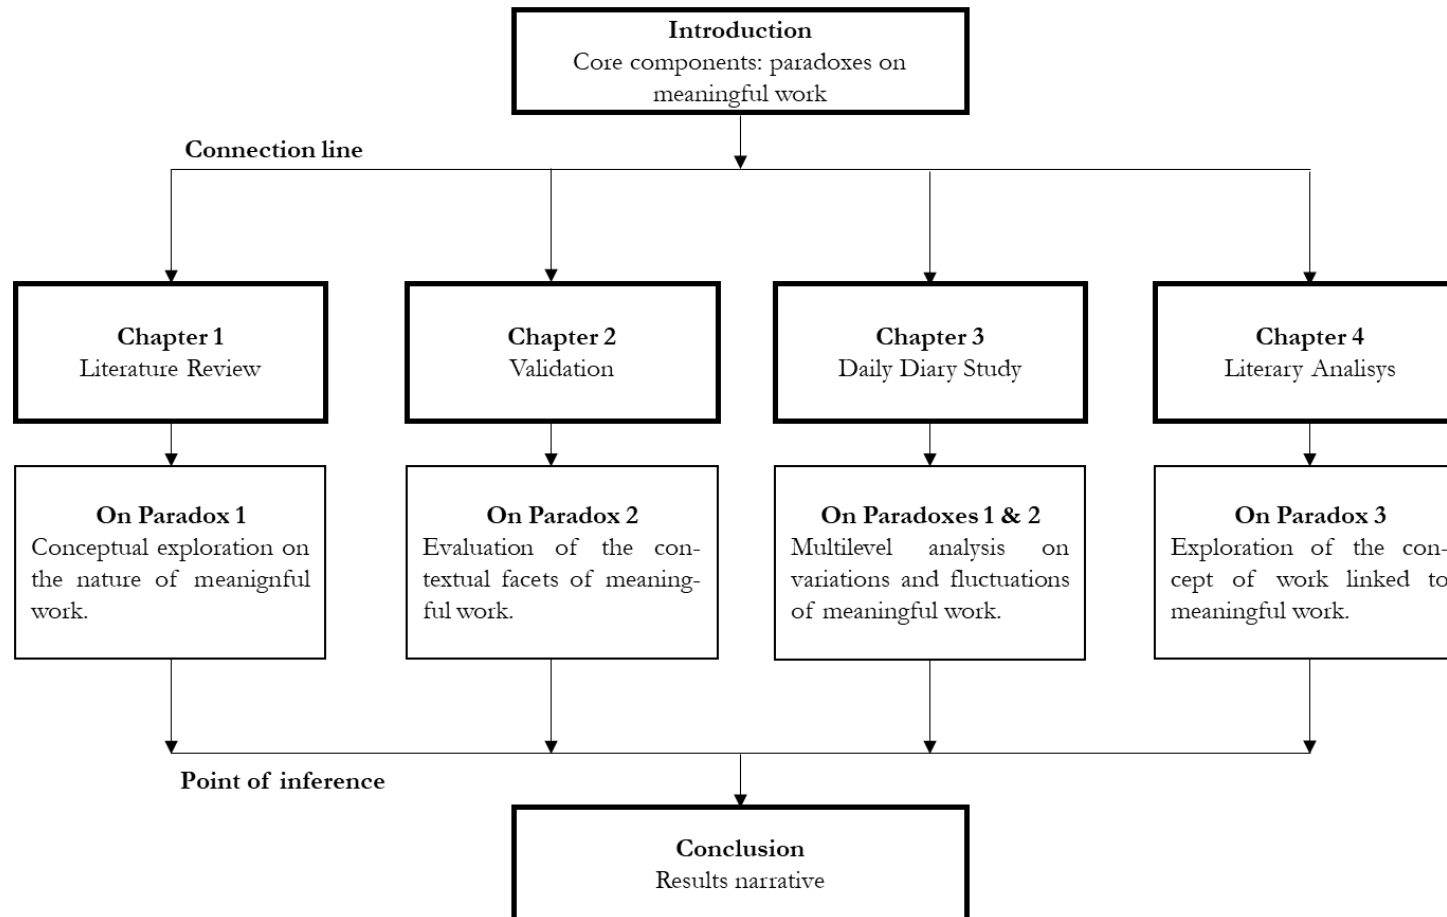 Introduction
Core components: paradoxes on
meaningful work
Connection line
Chapter 1
Literature Review
Chapter 2
Validation
Chapter 3
Daily Diary Study
Chapter 4
Literary Analisys
On Paradox 1
Conceptual exploration on
the nature of meanignful
work.
On Paradox 2
Evaluation of the con-
textual facets of meaning-
ful work.
On Paradoxes 1 & 2
Multilevel analysis on
variations and fluctuations
of meaningful work.
On Paradox 3
Exploration of the con-
cept of work linked to
meaningful work.
Point of inference
Conclusion
Results narrative